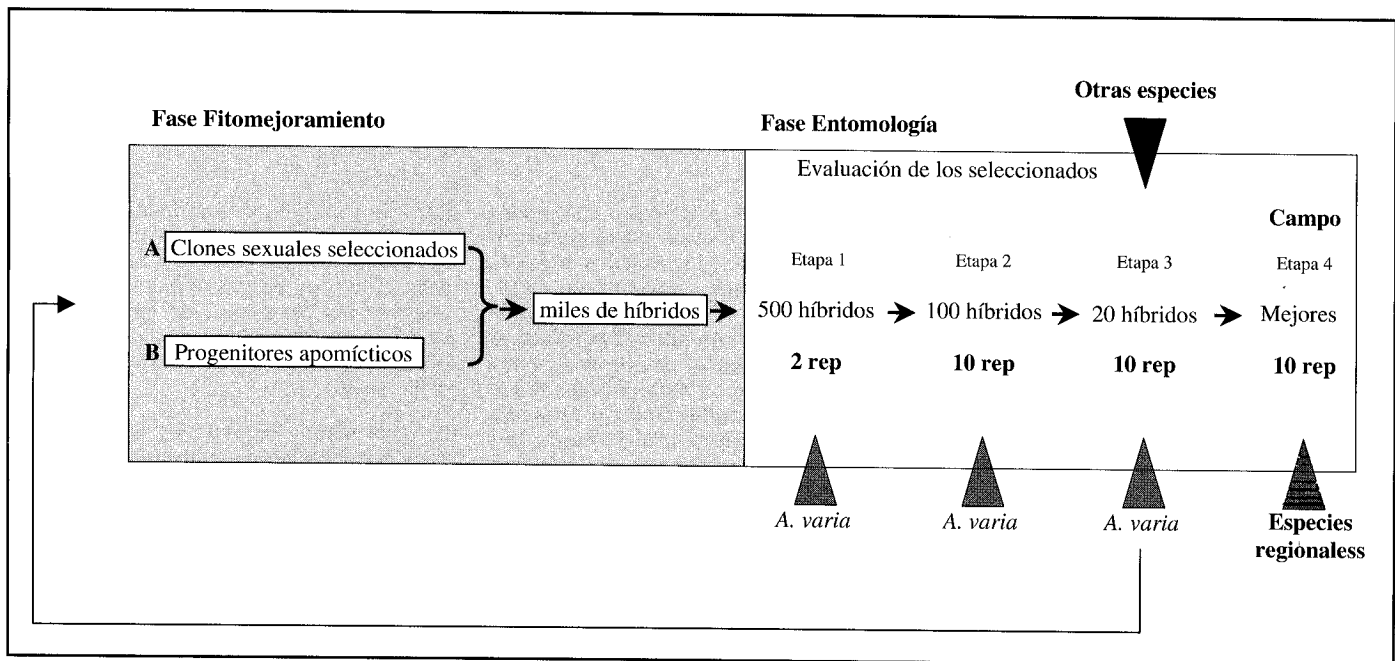 Otras especies
Fase Fitomejoramiento
Fase Entomología
Evaluación de los seleccionados
Campo
A Clones sexuales seleccionados
Etapa 1
Etapa 2
Etapa 3
Etapa 4
miles de híbridos
500 híbridos
100 híbridos
20 híbridos
Mejores
B Progenitores apomícticos
2 rep
10 rep
10 rep
10 rep
A. varia
A. varia
A. varia
Especies
regionaless